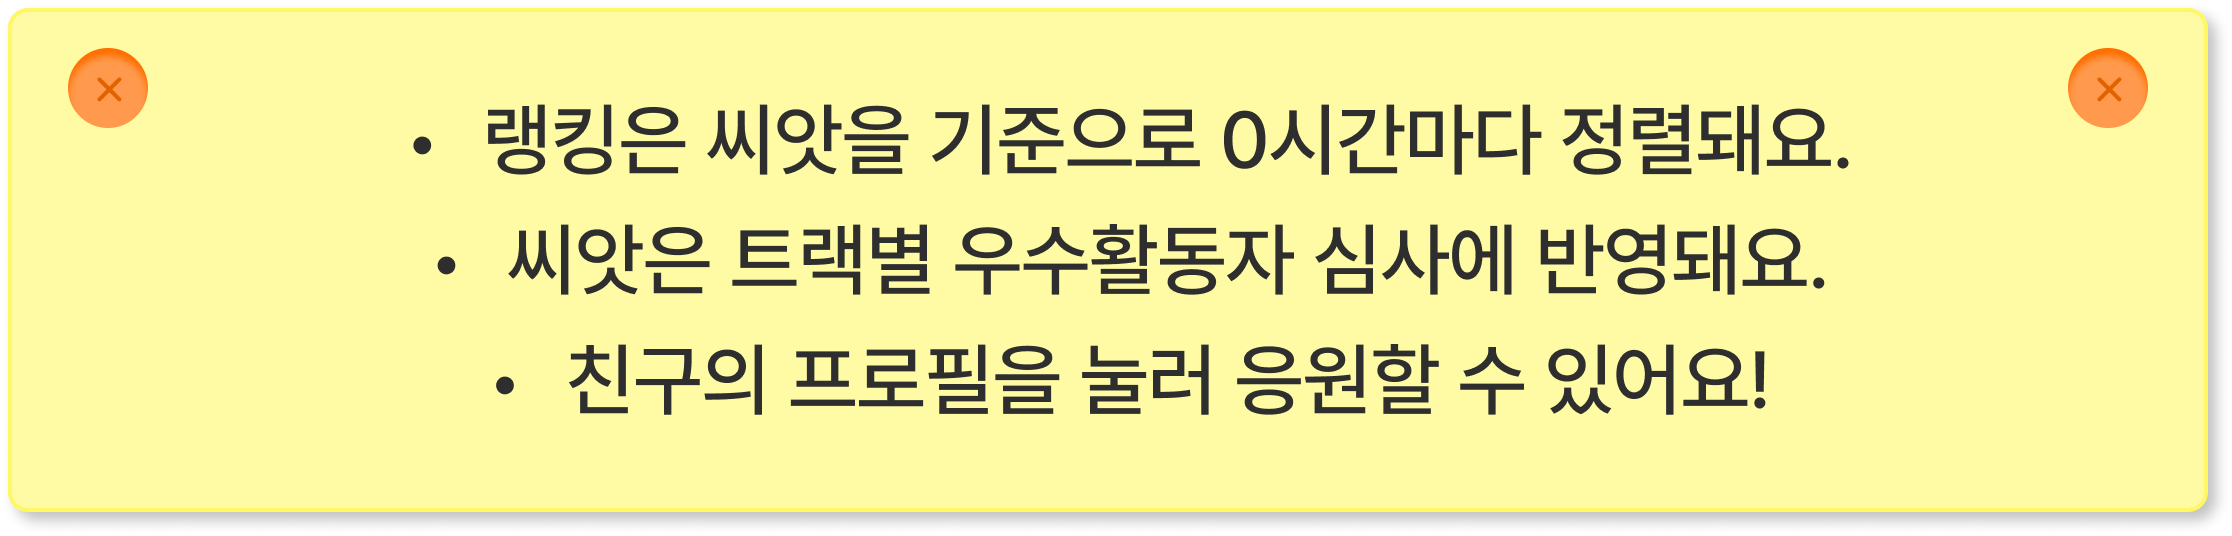 • 랭킹은 씨앗을 기준으로 0시간마다 정렬돼요.
• 씨앗은 트랙별 우수활동자 심사에 반영돼요.
• 친구의 프로필을 눌러 응원할 수 있어요!